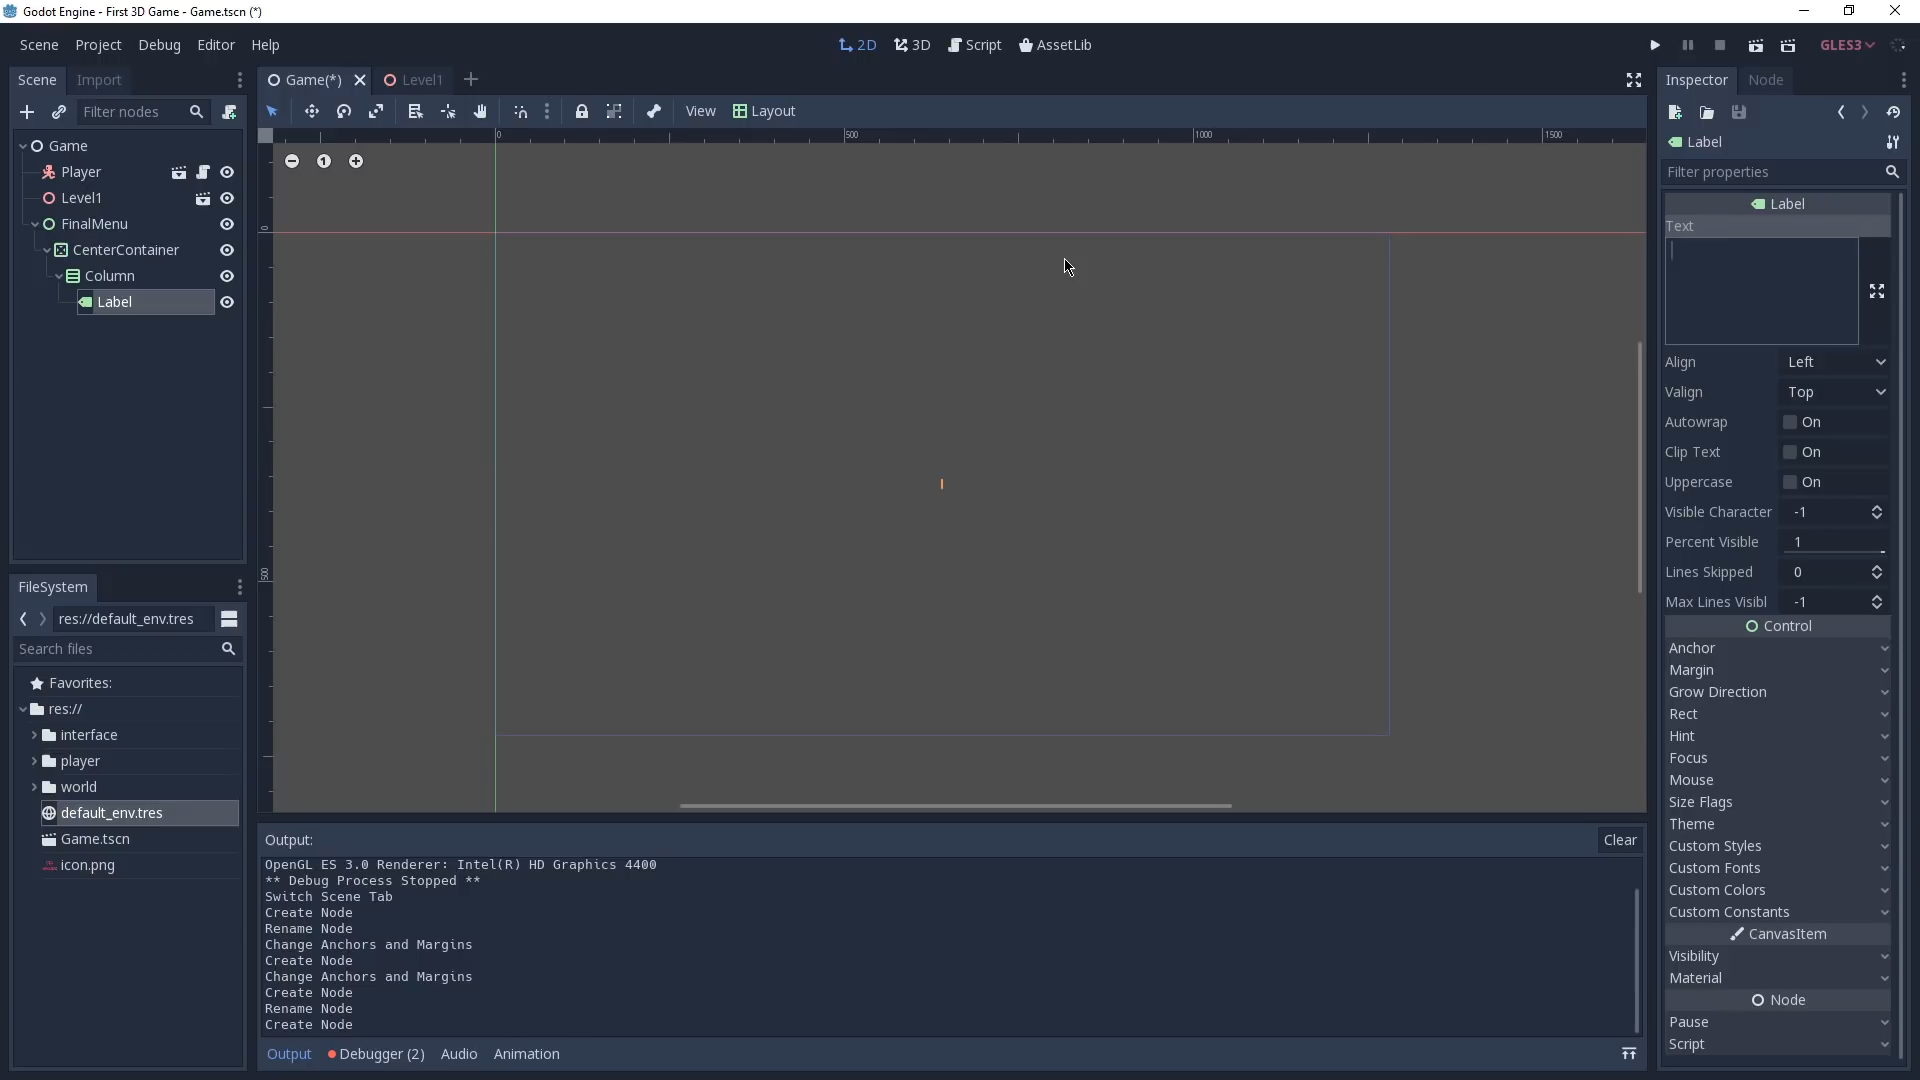 Godot Engine - First 3D Game - Game.tscn (*)
Scene Project Debug Editor Help
2D 3D Script AssetLib
GLES3
Scene Import
Game(*) Level1
Inspector Node
Filter nodes
View Layout
Game
Player
Level1
FinalMenu
CenterContainer
Column
Label
0 500 1000 1500
0
500
1
FileSystem
res://default_env.tres
Search files
Favorites:
res://
interface
player
world
default_env.tres
Game.tscn
icon.png
Output:
Clear
OpenGL ES 3.0 Renderer: Intel(R) HD Graphics 4400
** Debug Process Stopped **
Switch Scene Tab
Create Node
Rename Node
Change Anchors and Margins
Create Node
Change Anchors and Margins
Create Node
Rename Node
Create Node
Output Debugger (2) Audio Animation
Label
Filter properties
Label
Text
Align Left
Valign Top
Autowrap On
Clip Text On
Uppercase On
Visible Character -1
Percent Visible 1
Lines Skipped 0
Max Lines Visibl -1
Control
Anchor
Margin
Grow Direction
Rect
Hint
Focus
Mouse
Size Flags
Theme
Custom Styles
Custom Fonts
Custom Colors
Custom Constants
CanvasItem
Visibility
Material
Node
Pause
Script